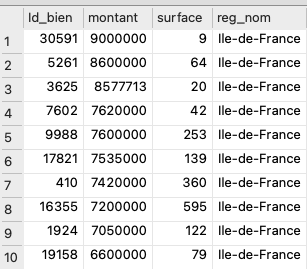 Id_bien montant surface reg_nom
1 30591 9000000 9 Ile-de-France
2 5261 8600000 64 Ile-de-France
3 3625 8577713 20 Ile-de-France
4 7602 7620000 42 Ile-de-France
5 9988 7600000 253 Ile-de-France
6 17821 7535000 139 Ile-de-France
7 410 7420000 360 Ile-de-France
8 16355 7200000 595 Ile-de-France
9 1924 7050000 122 Ile-de-France
10 19158 6600000 79 Ile-de-France